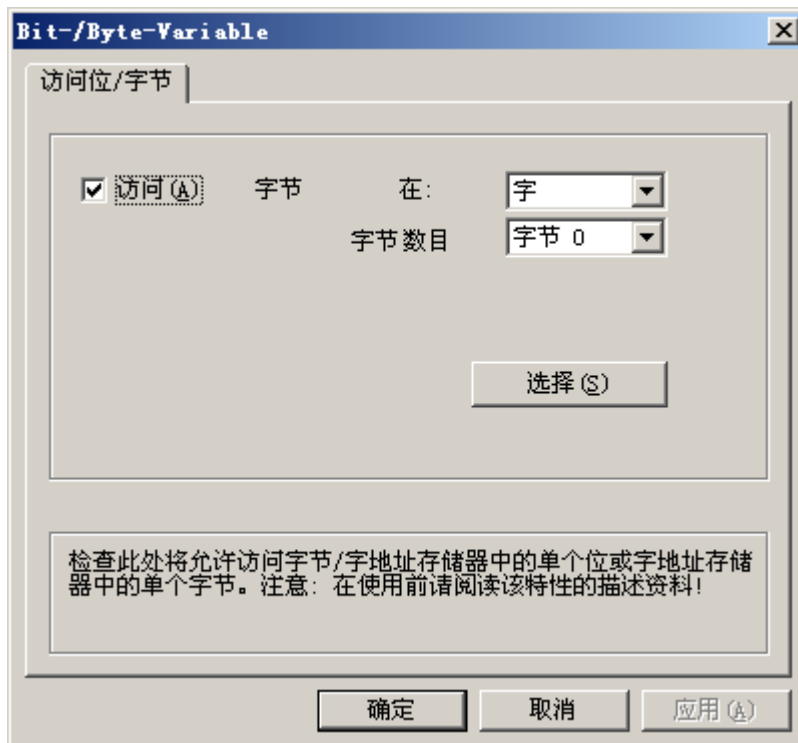 Bit-/Byte-Variable
访问位/字节
访问(A) 字节 在: 字
字节数目 字节 0
选择(S)
检查此处将允许访问字节/字地址存储器中的单个位或字地址存储
器中的单个字节。注意: 在使用前请阅读该特性的描述资料!
确定 取消 应用(A)